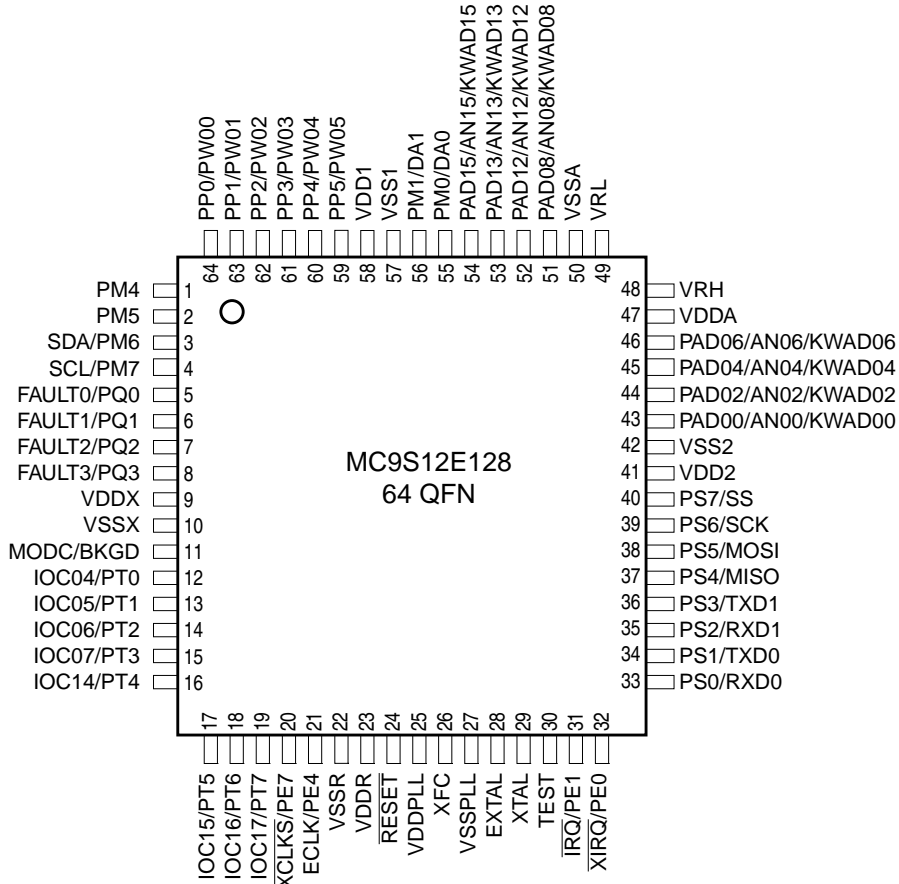 PP0/PW00
PP1/PW01
PP2/PW02
PP3/PW03
PP4/PW04
PP5/PW05
VDD1
VSS1
PM1/DA1
PM0/DA0
PAD15/AN15/KWAD15
PAD13/AN13/KWAD13
PAD12/AN12/KWAD12
PAD08/AN08/KWAD08
VSSA
VRL
64
63
62
61
60
59
58
57
56
55
54
53
52
51
50
49
PM4 1
PM5 2
SDA/PM6 3
SCL/PM7 4
FAULT0/PQ0 5
FAULT1/PQ1 6
FAULT2/PQ2 7
FAULT3/PQ3 8
VDDX 9
VSSX 10
MODC/BKGD 11
IOC04/PT0 12
IOC05/PT1 13
IOC06/PT2 14
IOC07/PT3 15
IOC14/PT4 16
MC9S12E128
64 QFN
48 VRH
47 VDDA
46 PAD06/AN06/KWAD06
45 PAD04/AN04/KWAD04
44 PAD02/AN02/KWAD02
43 PAD00/AN00/KWAD00
42 VSS2
41 VDD2
40 PS7/SS
39 PS6/SCK
38 PS5/MOSI
37 PS4/MISO
36 PS3/TXD1
35 PS2/RXD1
34 PS1/TXD0
33 PS0/RXD0
17
18
19
20
21
22
23
24
25
26
27
28
29
30
31
32
IOC15/PT5
IOC16/PT6
IOC17/PT7
XCLKS/PE7
ECLK/PE4
VSSR
VDDR
RESET
VDDPLL
XFC
VSSPLL
EXTAL
XTAL
TEST
IRQ/PE1
XIRQ/PE0